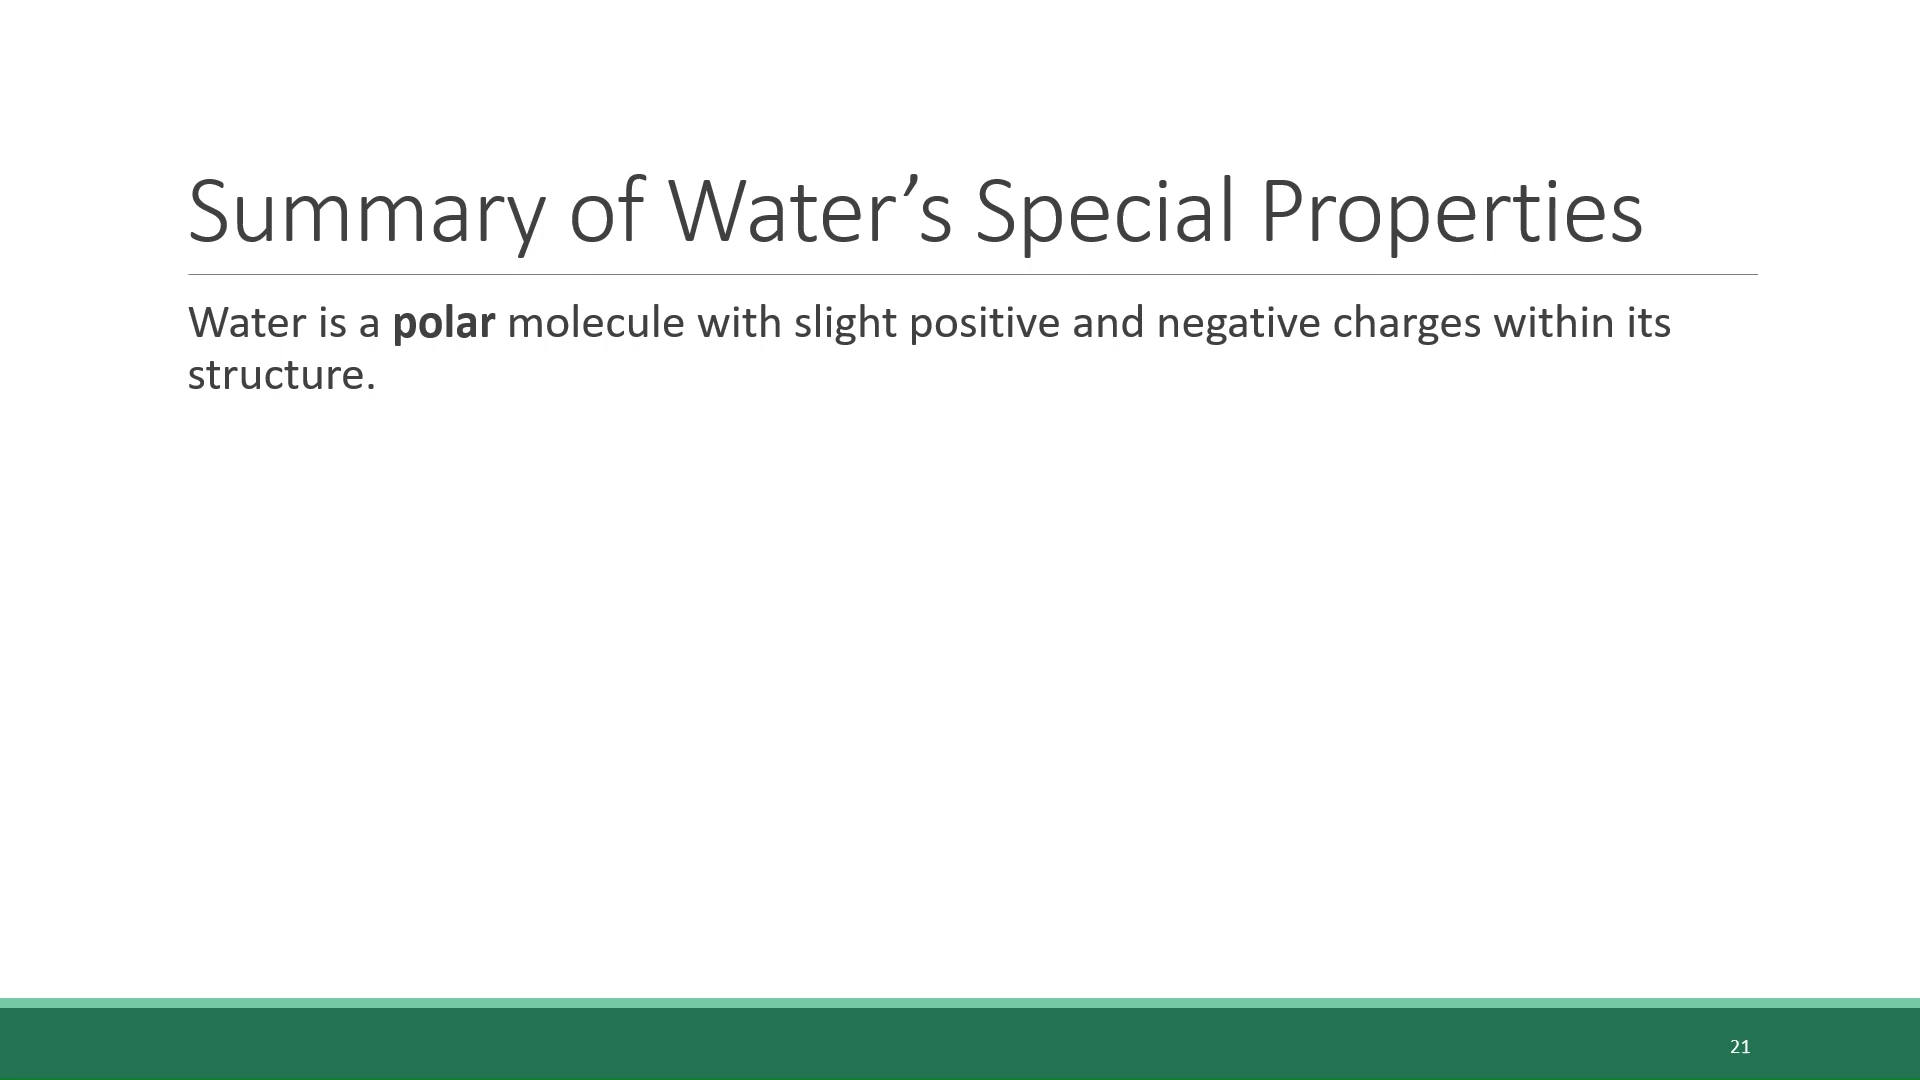 Summary of Water’s Special Properties
Water is a polar molecule with slight positive and negative charges within its
structure.
21